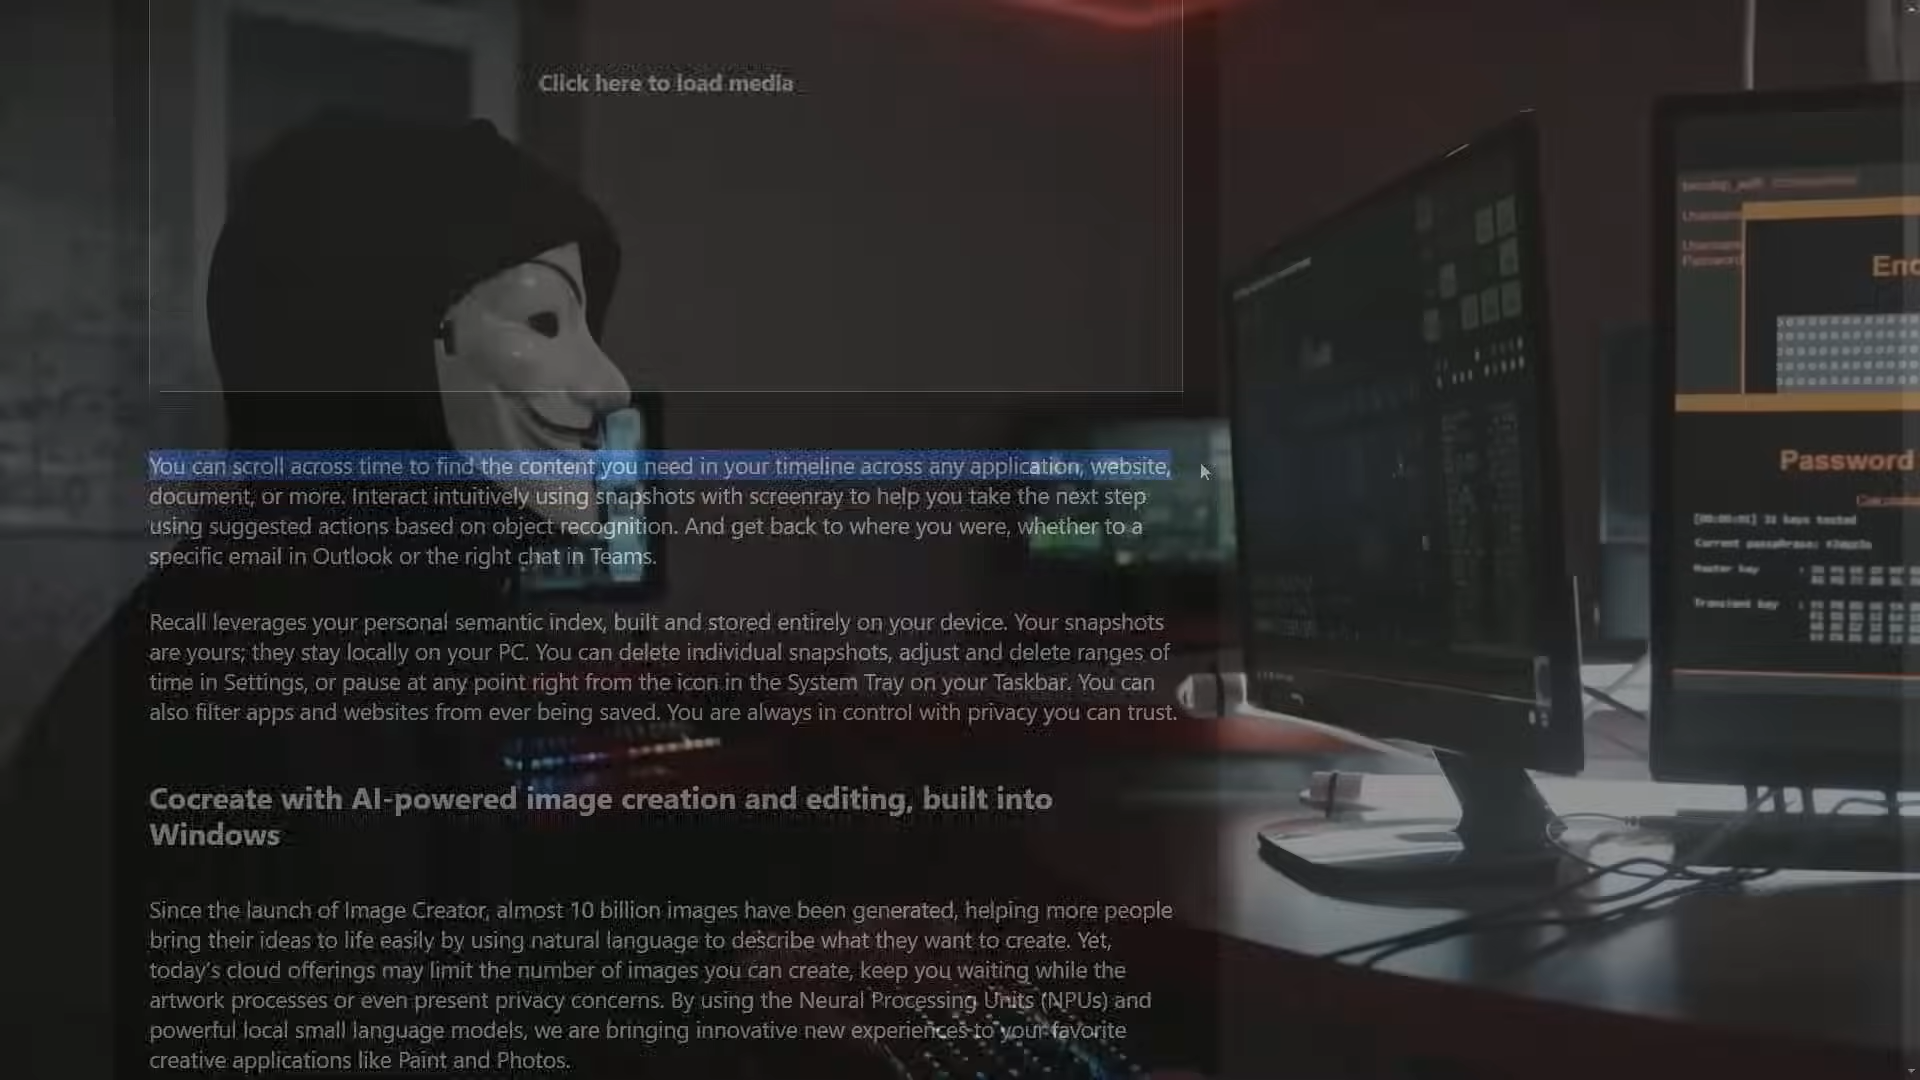 Click here to load media
You can scroll across time to find the content you need in your timeline across any application, website,
document, or more. Interact intuitively using snapshots with screenray to help you take the next step
using suggested actions based on object recognition. And get back to where you were, whether to a
specific email in Outlook or the right chat in Teams.
Recall leverages your personal semantic index, built and stored entirely on your device. Your snapshots
are yours; they stay locally on your PC. You can delete individual snapshots, adjust and delete ranges of
time in Settings, or pause at any point right from the icon in the System Tray on your Taskbar. You can
also filter apps and websites from ever being saved. You are always in control with privacy you can trust.
Cocreate with AI-powered image creation and editing, built into
Windows
Since the launch of Image Creator, almost 10 billion images have been generated, helping more people
bring their ideas to life easily by using natural language to describe what they want to create. Yet,
today's cloud offerings may limit the number of images you can create, keep you waiting while the
artwork processes or even present privacy concerns. By using the Neural Processing Units (NPUs) and
powerful local small language models, we are bringing innovative new experiences to your favorite
creative applications like Paint and Photos.
Password
Master key
Transient key